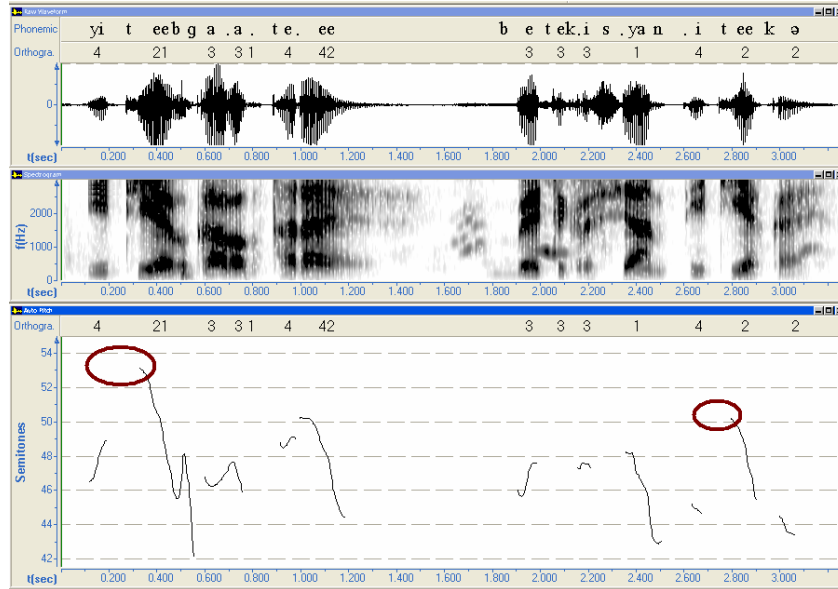 Raw Waveform
Phonemic yi t eeb g a . a . t e . ee b e t e k . i s . y a n . i t ee k ə
Orthogra. 4 21 3 3 1 4 42 3 3 3 1 4 2 2
0
t(sec) 0.200 0.400 0.600 0.800 1.000 1.200 1.400 1.600 1.800 2.000 2.200 2.400 2.600 2.800 3.000
Spectrogram
f(Hz)
2000
1000
0
t(sec) 0.200 0.400 0.600 0.800 1.000 1.200 1.400 1.600 1.800 2.000 2.200 2.400 2.600 2.800 3.000
Auto Pitch
Orthogra. 4 21 3 3 1 4 42 3 3 3 1 4 2 2
Semitones
54
52
50
48
46
44
42
t(sec) 0.200 0.400 0.600 0.800 1.000 1.200 1.400 1.600 1.800 2.000 2.200 2.400 2.600 2.800 3.000